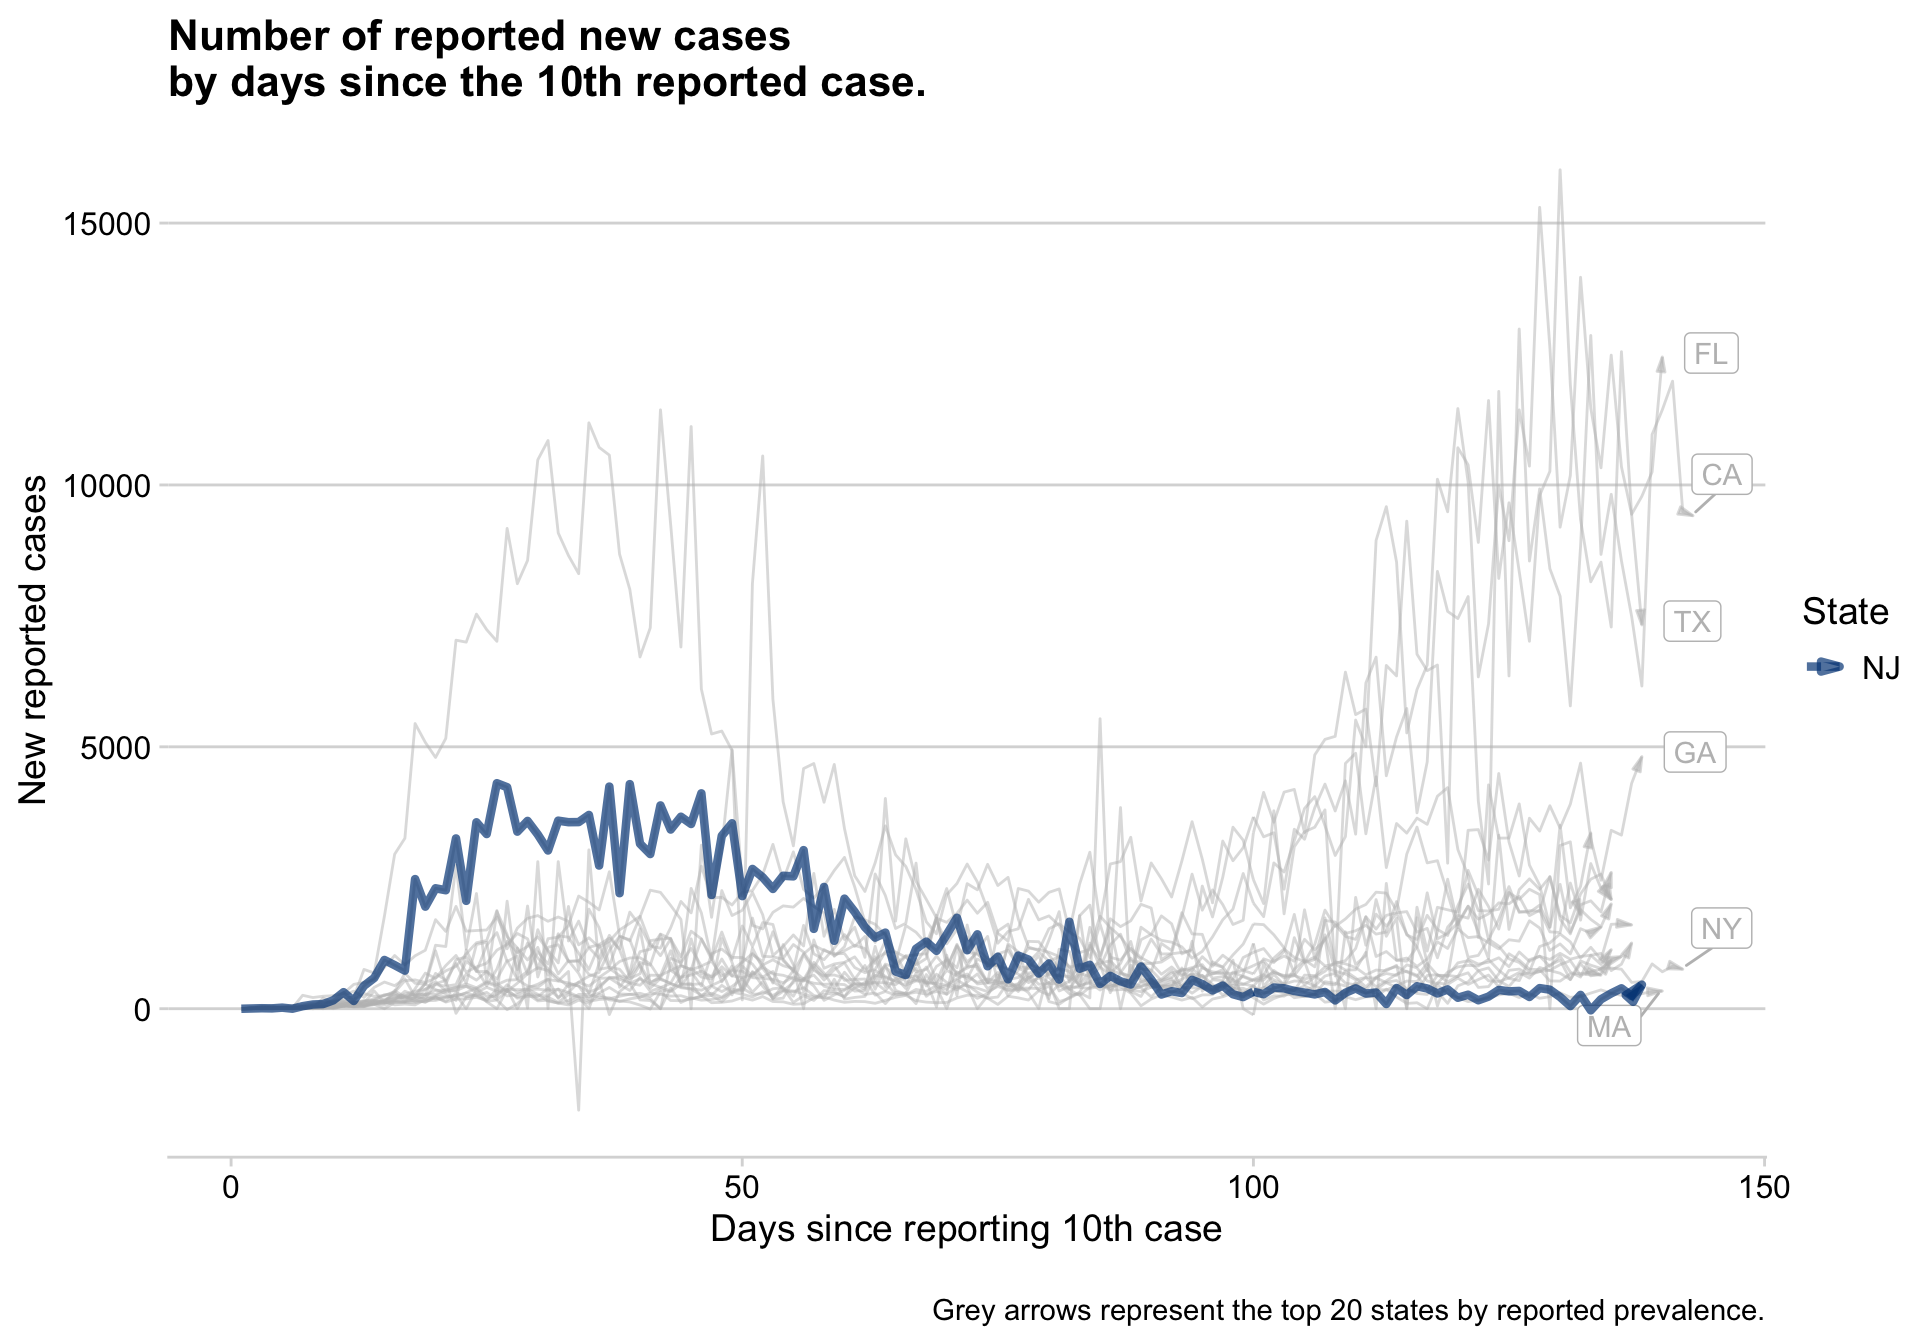 Number of reported new cases
by days since the 10th reported case.
New reported cases
15000
10000
5000
0
FL
CA
TX
GA
NY
MA
State
NJ
0
50
100
150
Days since reporting 10th case
Grey arrows represent the top 20 states by reported prevalence.